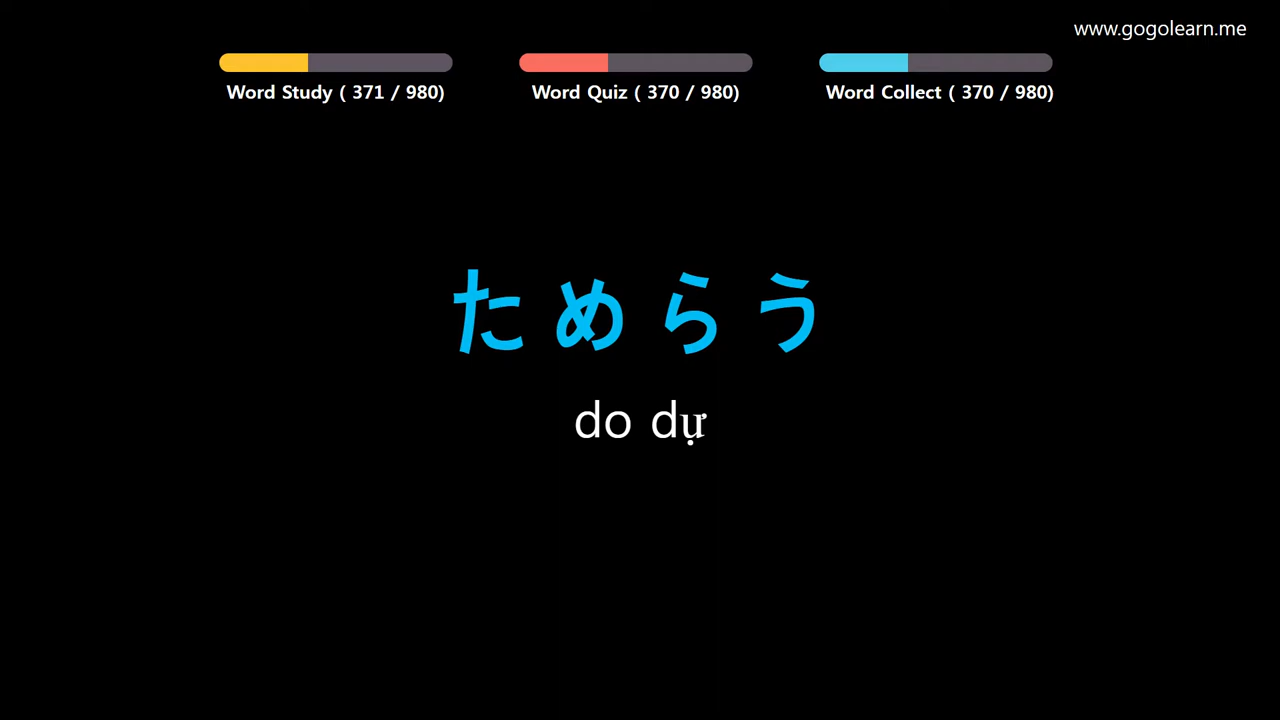 www.gogolearn.me
Word Study ( 371 / 980)
Word Quiz ( 370 / 980)
Word Collect ( 370 / 980)
ためらう
do dự